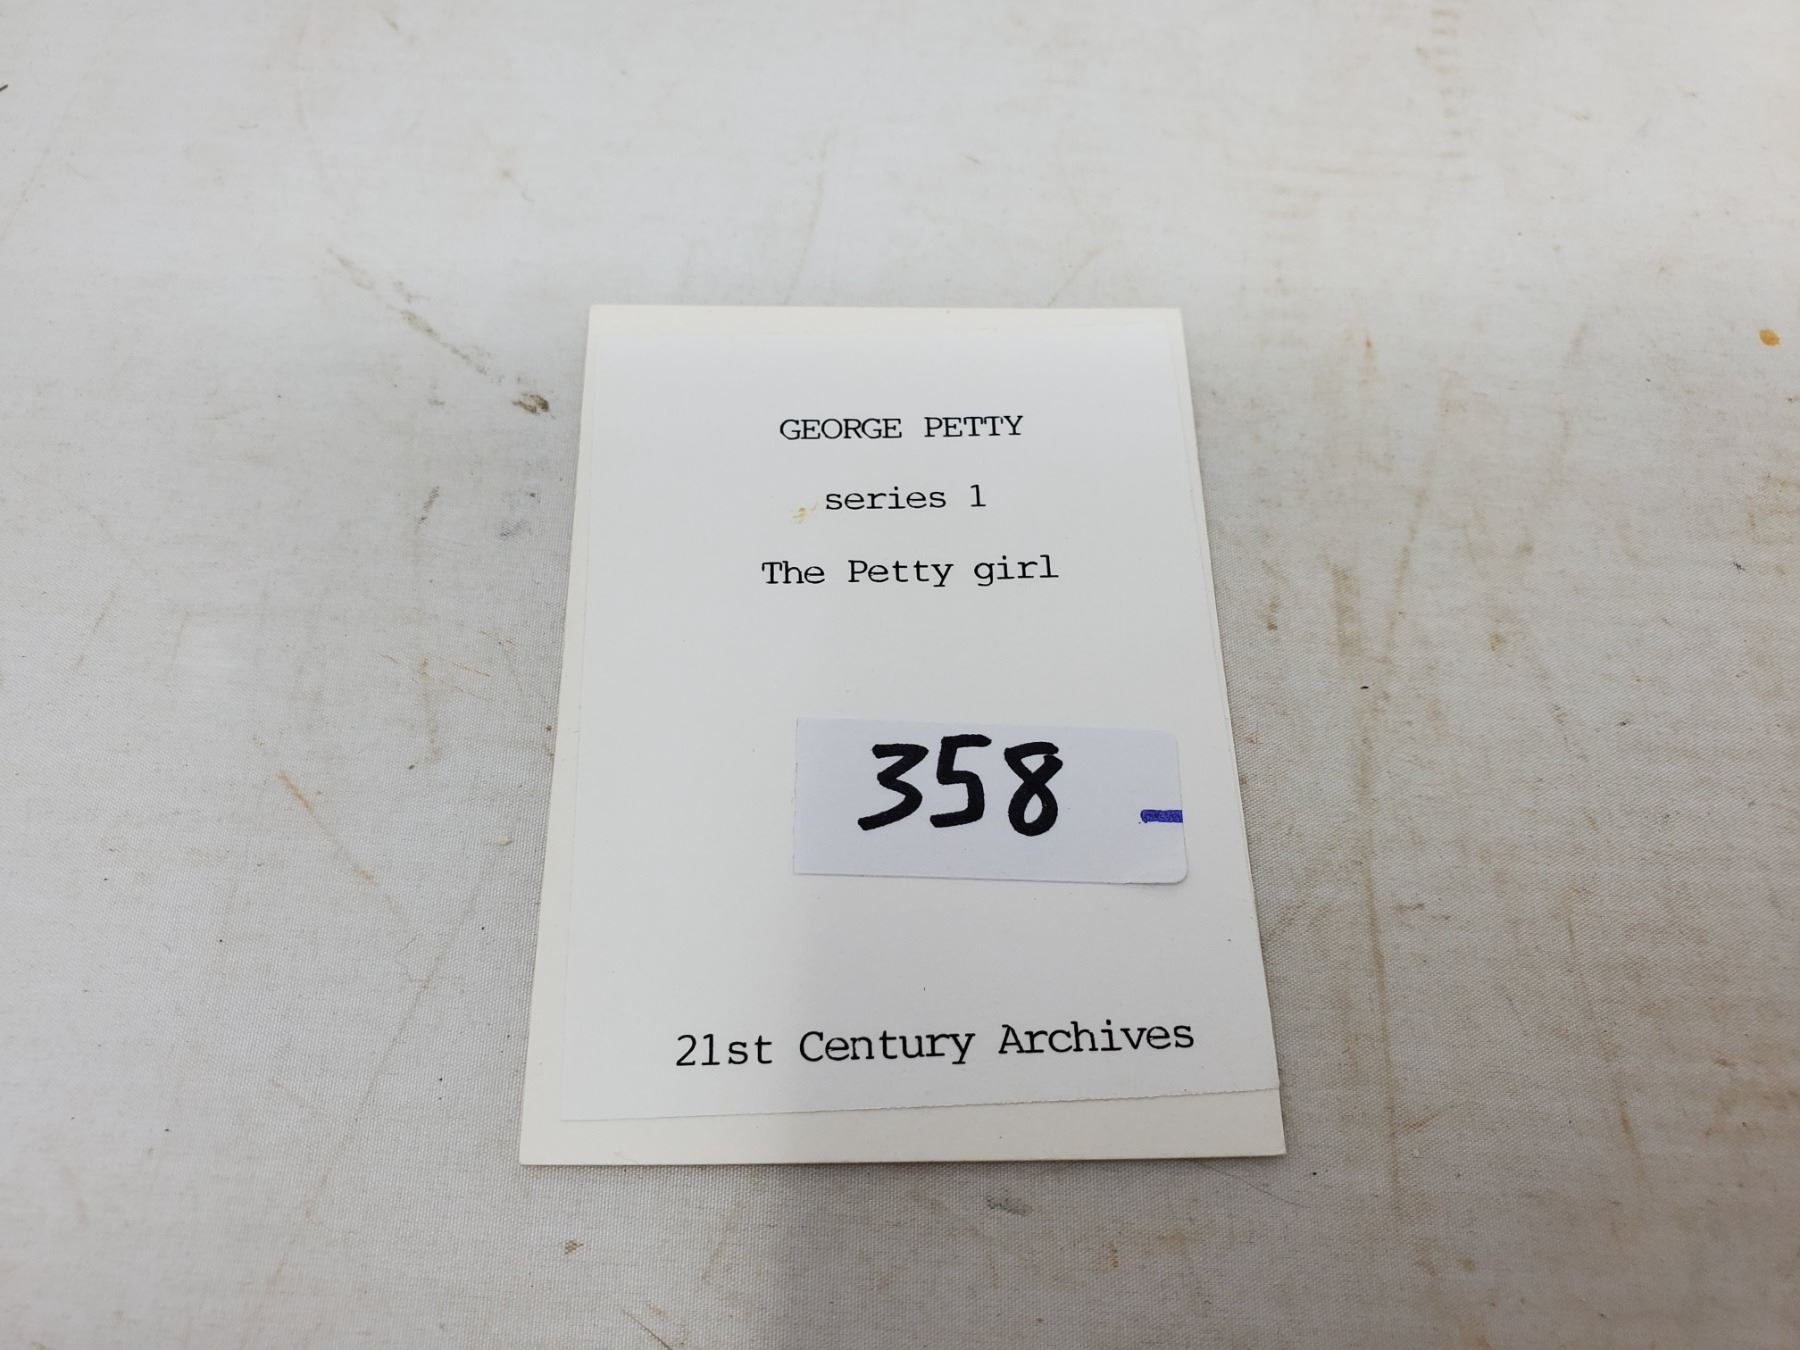 GEORGE PETTY
series 1
The Petty girl
358
21st Century Archives